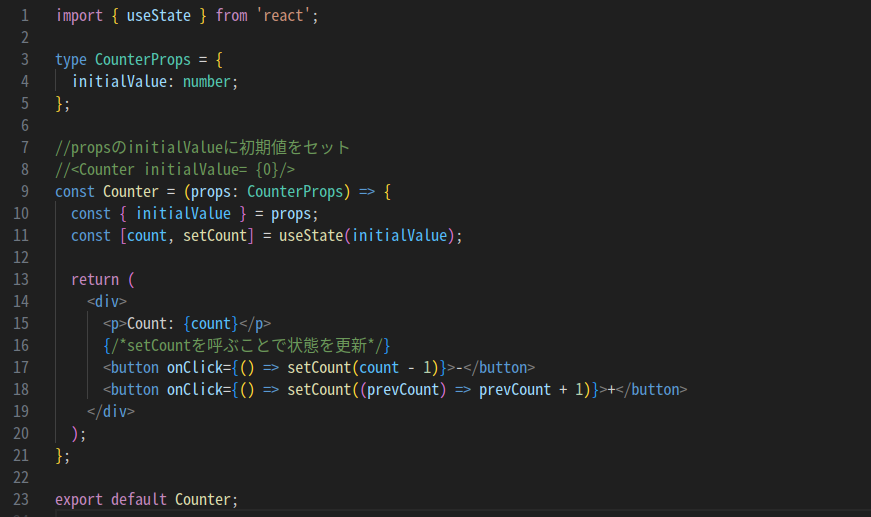 1 import { useState } from 'react';
2
3 type CounterProps = {
4   initialValue: number;
5 };
6
7 //propsのinitialValueに初期値をセット
8 //<Counter initialValue= {0}/>
9 const Counter = (props: CounterProps) => {
10   const { initialValue } = props;
11   const [count, setCount] = useState(initialValue);
12
13   return (
14     <div>
15       <p>Count: {count}</p>
16       {/*setCountを呼ぶことで状態を更新*/}
17       <button onClick={() => setCount(count - 1)}>-</button>
18       <button onClick={() => setCount((prevCount) => prevCount + 1)}>+</button>
19     </div>
20   );
21 };
22
23 export default Counter;